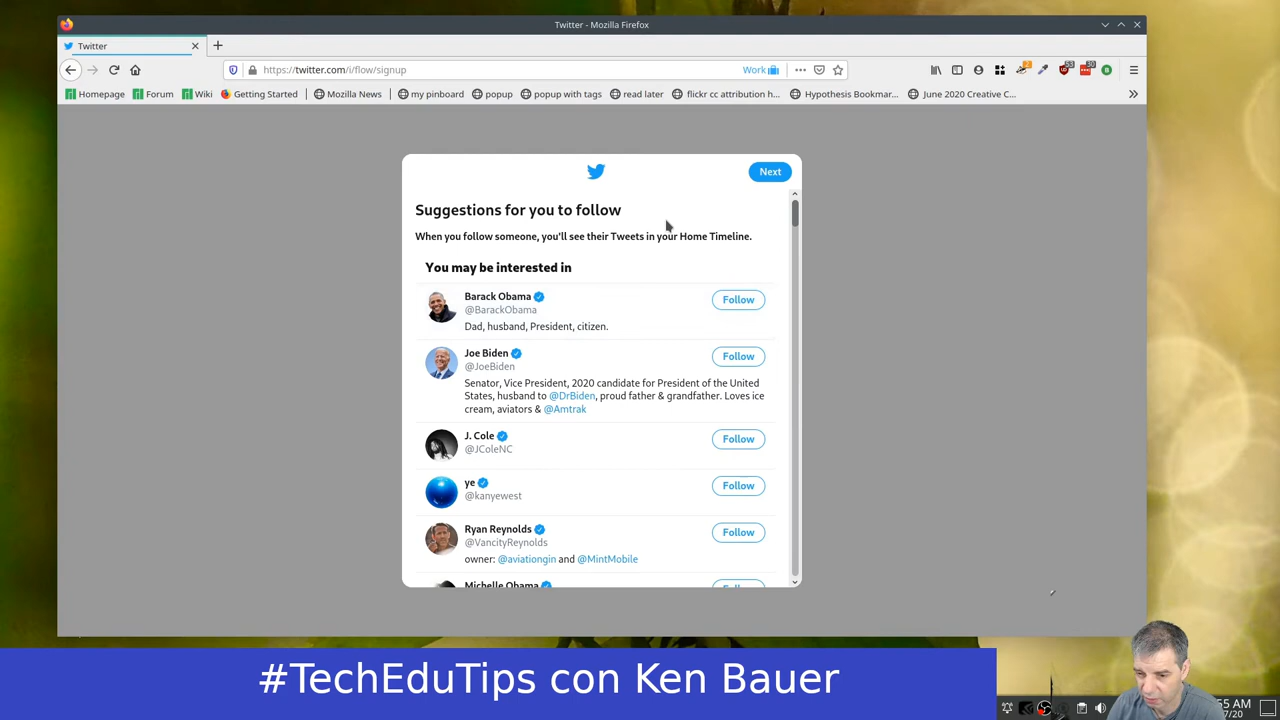 Twitter - Mozilla Firefox
Twitter
https://twitter.com/i/flow/signup
Work
Homepage
Forum
Wiki
Getting Started
Mozilla News
my pinboard
popup
popup with tags
read later
flickr cc attribution h...
Hypothesis Bookmar...
June 2020 Creative C...
Next
Suggestions for you to follow
When you follow someone, you'll see their Tweets in your Home Timeline.
You may be interested in
Barack Obama
@BarackObama
Follow
Dad, husband, President, citizen.
Joe Biden
@JoeBiden
Follow
Senator, Vice President, 2020 candidate for President of the United
States, husband to @DrBiden, proud father & grandfather. Loves ice
cream, aviators & @Amtrak
J. Cole
@JColeNC
Follow
ye
@kanyewest
Follow
Ryan Reynolds
@VancityReynolds
Follow
owner: @aviationgin and @MintMobile
Michelle Obama
#TechEduTips con Ken Bauer
55 AM
7/20